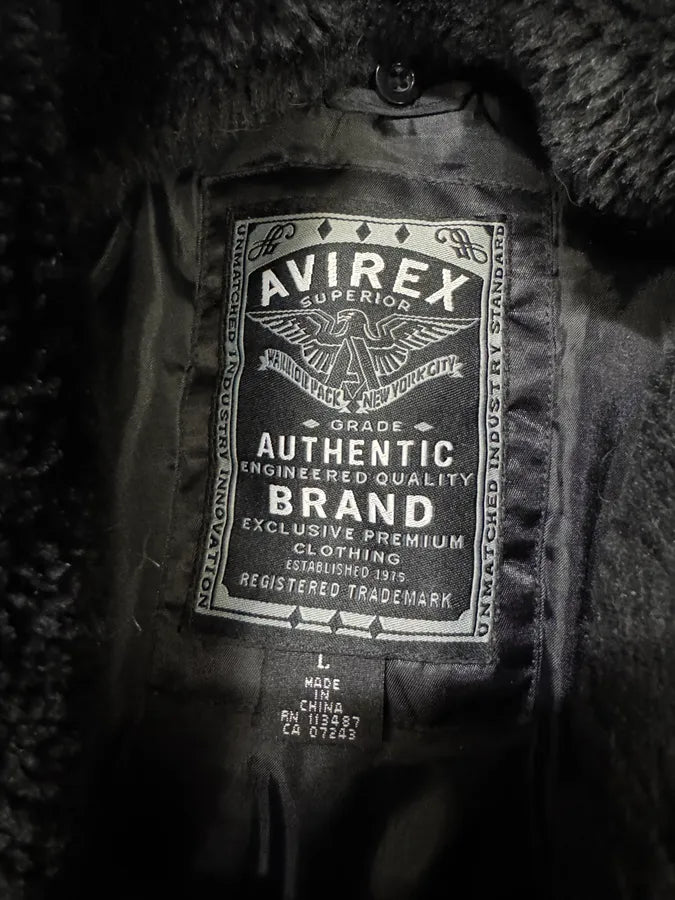 AVIREX
SUPERIOR
WARRIOR PACK NEW YORK CITY
GRADE
AUTHENTIC
ENGINEERED QUALITY
BRAND
EXCLUSIVE PREMIUM
CLOTHING
ESTABLISHED 1975
REGISTERED TRADEMARK
UNMATCHED INDUSTRY INNOVATION
UNMATCHED INDUSTRY STANDARD
L
MADE
IN
CHINA
RN 113487
CA 07243